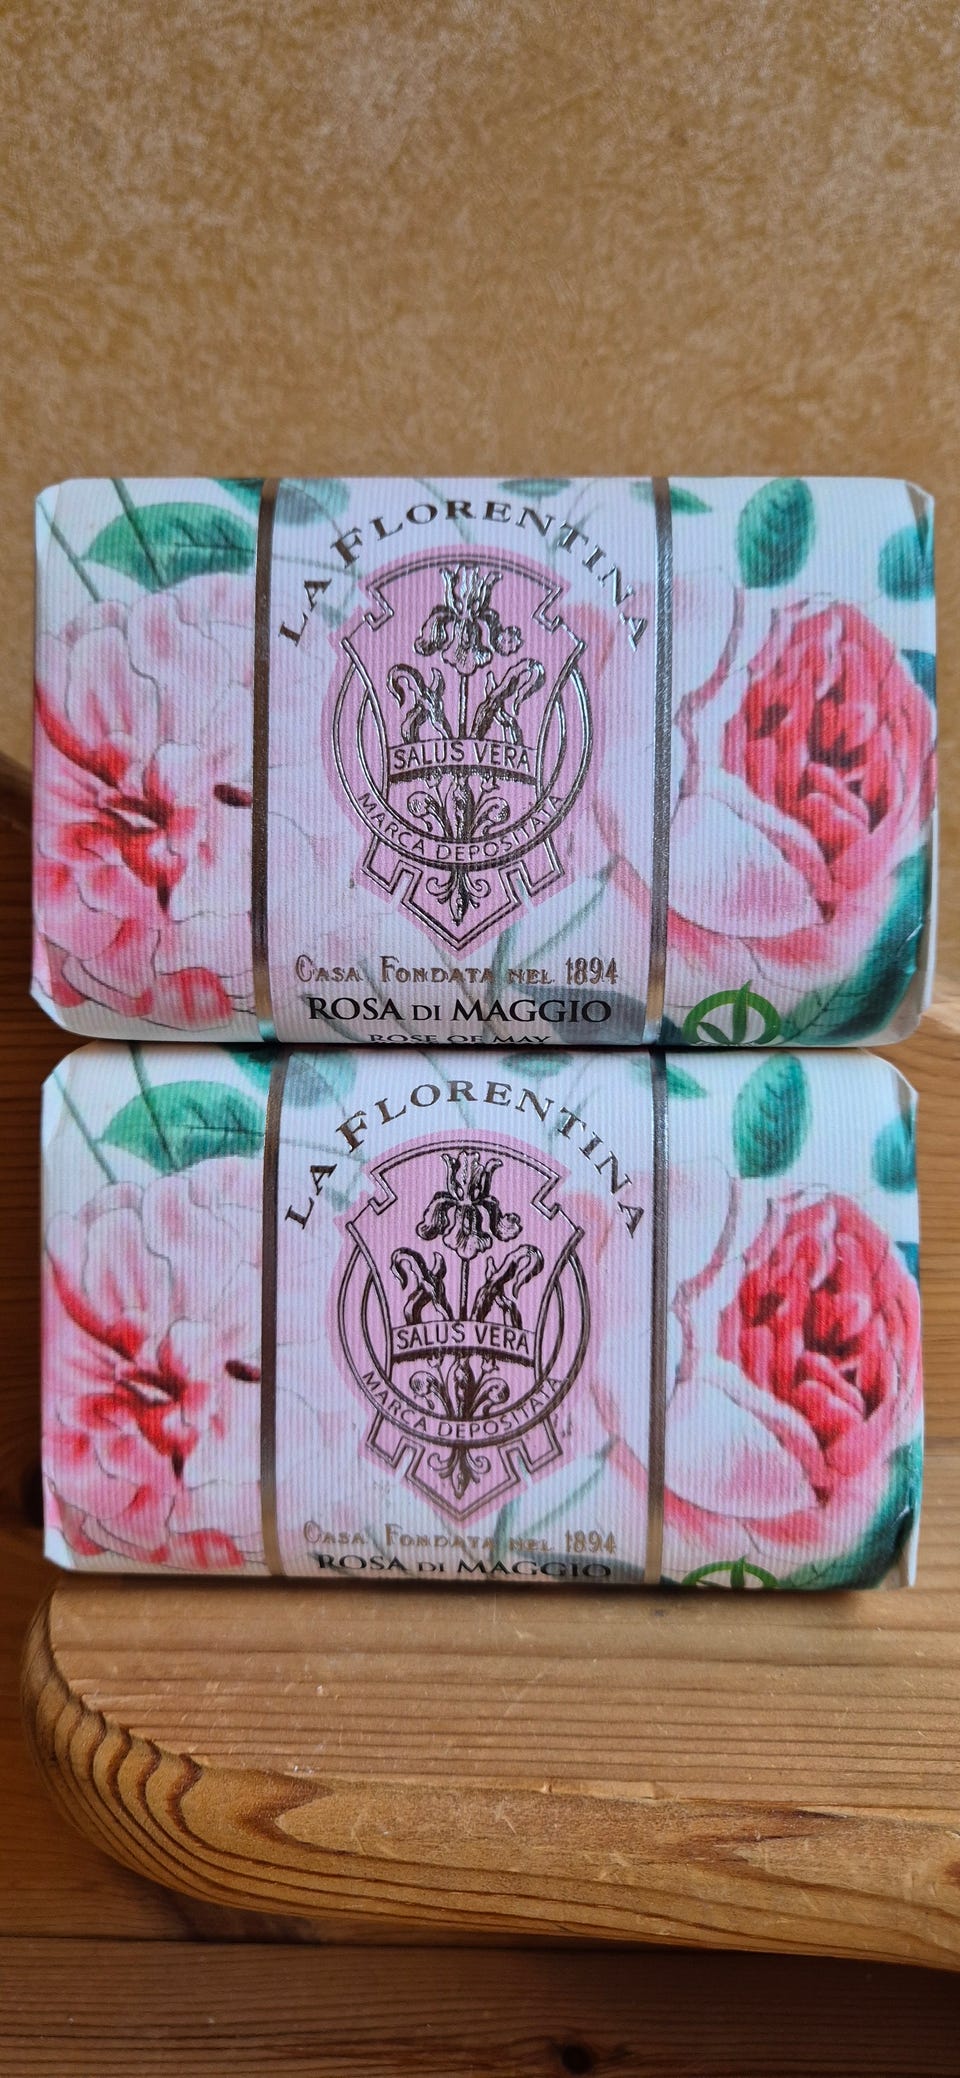 LA FLORENTINA
SALUS VERA
MARCA DEPOSITATA
CASA FONDATA NEL 1894
ROSA DI MAGGIO
ROSE OF MAY
LA FLORENTINA
SALUS VERA
MARCA DEPOSITATA
CASA FONDATA NEL 1894
ROSA DI MAGGIO